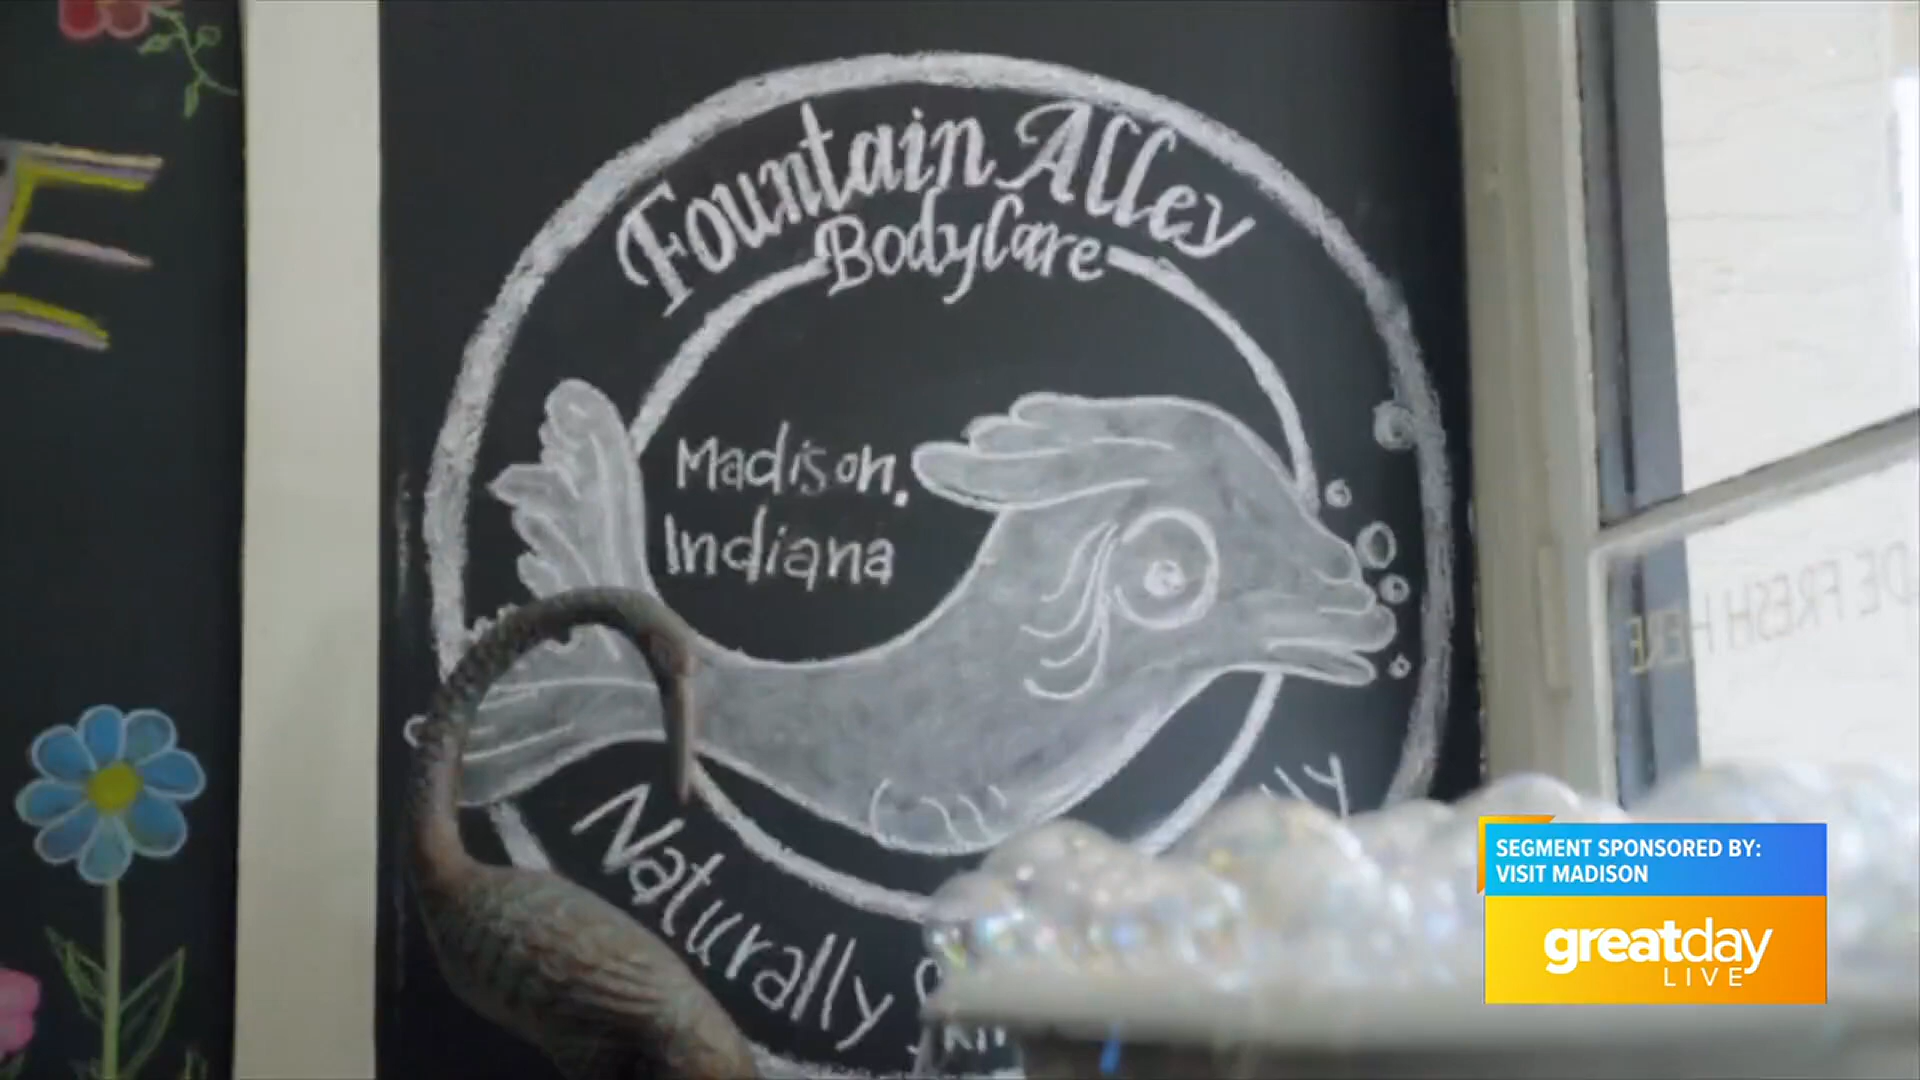 Fountain Alley
BodyCare
Madison,
Indiana
Naturally
SEGMENT SPONSORED BY:
VISIT MADISON
greatday
LIVE